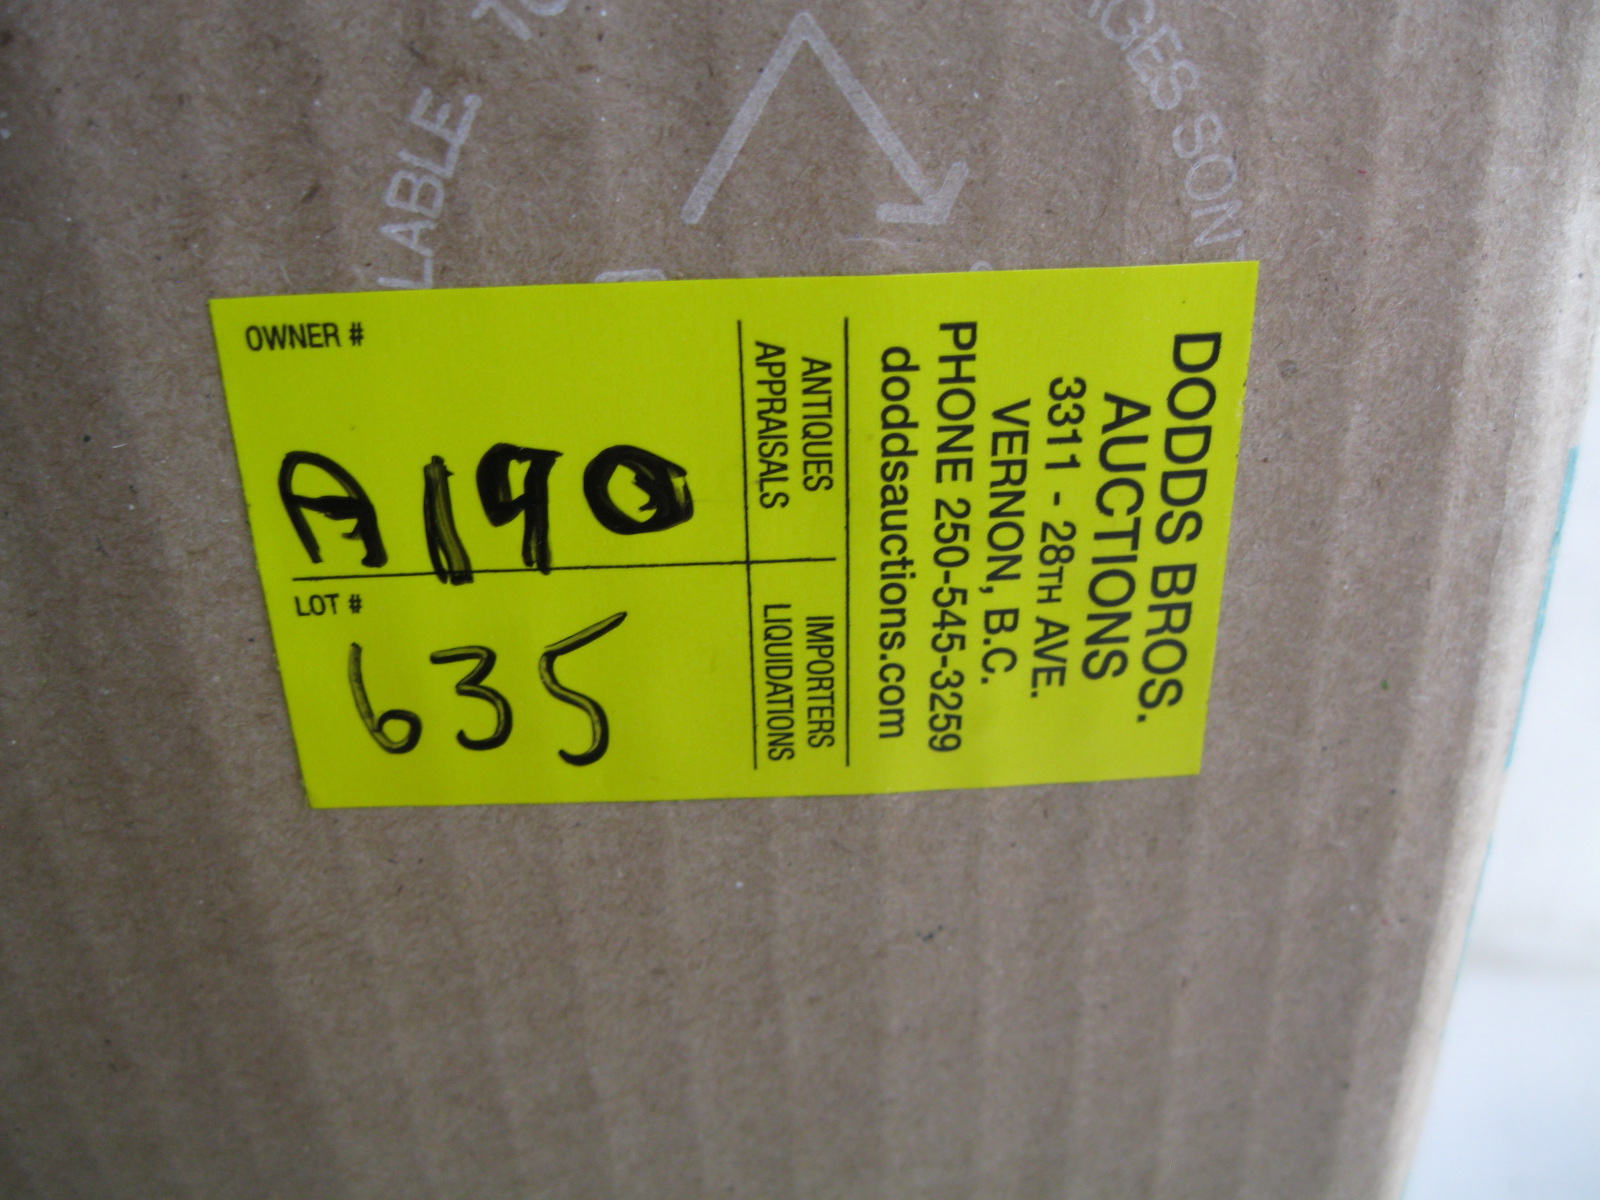 LABLE
GES SONT
DODDS BROS.
AUCTIONS
3311 - 28TH AVE.
VERNON, B.C.
PHONE 250-545-3259
doddsauctions.com
ANTIQUES
APPRAISALS
IMPORTERS
LIQUIDATIONS
OWNER #
A190
LOT #
635